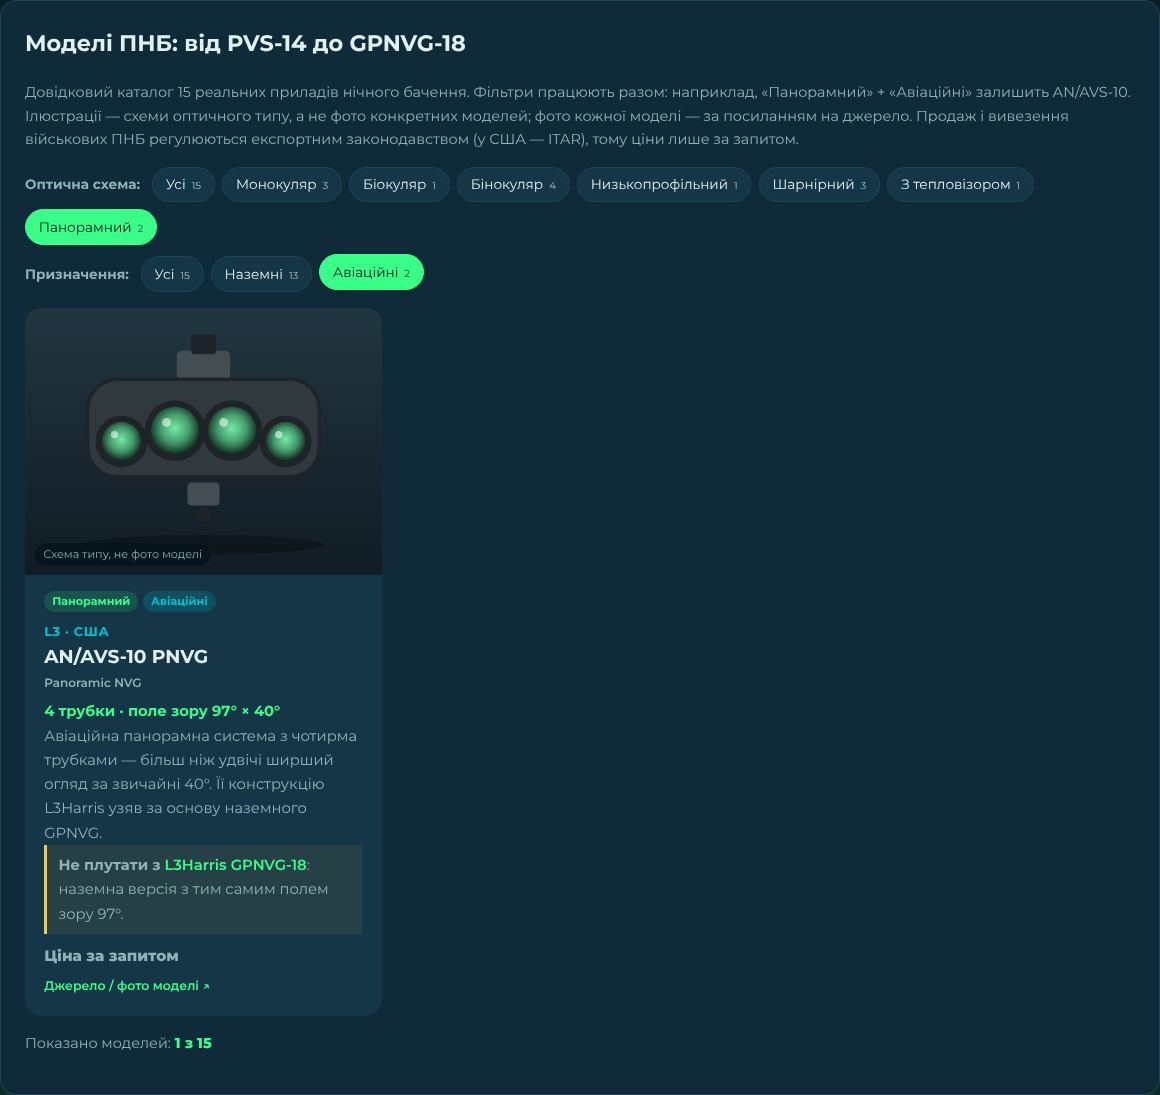 Моделі ПНБ: від PVS-14 до GPNVG-18
Довідковий каталог 15 реальних приладів нічного бачення. Фільтри працюють разом: наприклад, «Панорамний» + «Авіаційні» залишить AN/AVS-10.
Ілюстрації — схеми оптичного типу, а не фото конкретних моделей; фото кожної моделі — за посиланням на джерело. Продаж і вивезення
військових ПНБ регулюються експортним законодавством (у США — ITAR), тому ціни лише за запитом.
Оптична схема: Усі 15 Монокуляр 3 Біокуляр 1 Бінокуляр 4 Низькопрофільний 1 Шарнірний 3 З тепловізором 1
Панорамний 2
Призначення: Усі 15 Наземні 13 Авіаційні 2
Схема типу, не фото моделі
Панорамний Авіаційні
L3 · США
AN/AVS-10 PNVG
Panoramic NVG
4 трубки · поле зору 97° × 40°
Авіаційна панорамна система з чотирма
трубками — більш ніж удвічі ширший
огляд за звичайні 40°. Її конструкцію
L3Harris узяв за основу наземного
GPNVG.
Не плутати з L3Harris GPNVG-18:
наземна версія з тим самим полем
зору 97°.
Ціна за запитом
Джерело / фото моделі ↗
Показано моделей: 1 з 15